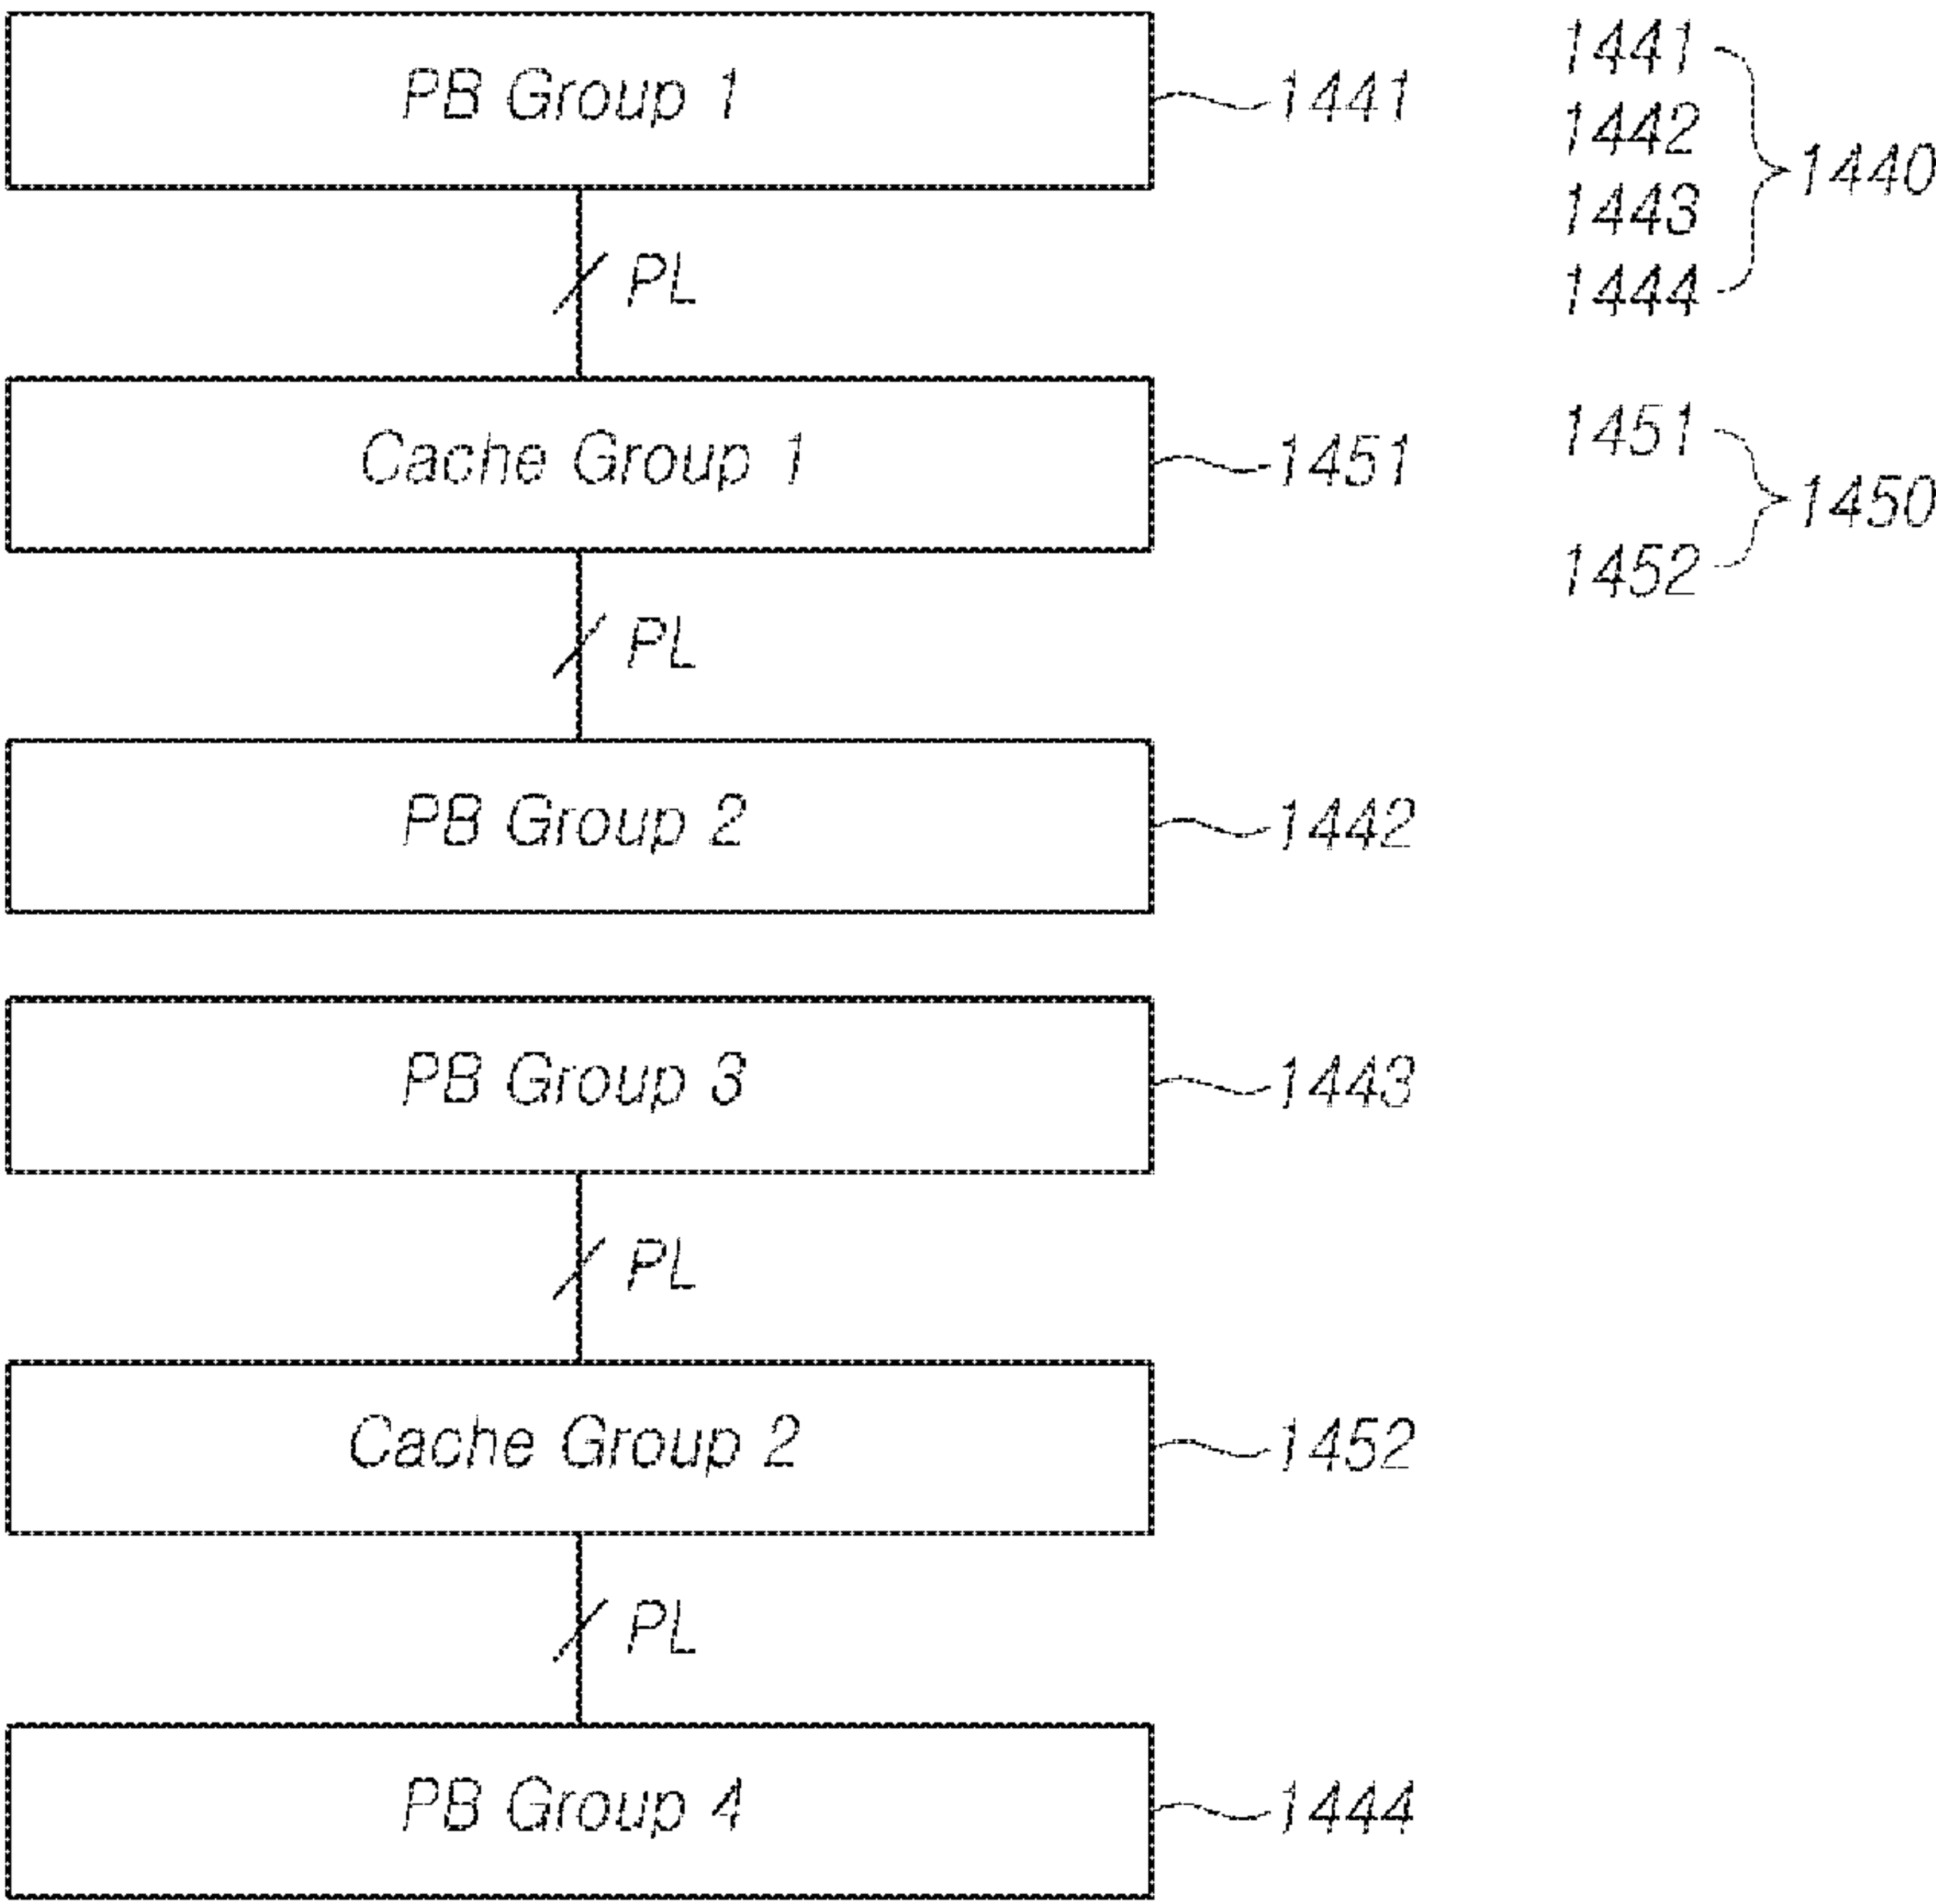 PB Group 1
1441
PL
Cache Group 1
1451
PL
PB Group 2
1442
PB Group 3
1443
PL
Cache Group 2
1452
PL
PB Group 4
1444
1441
1442
1443
1444
1440
1451
1452
1450